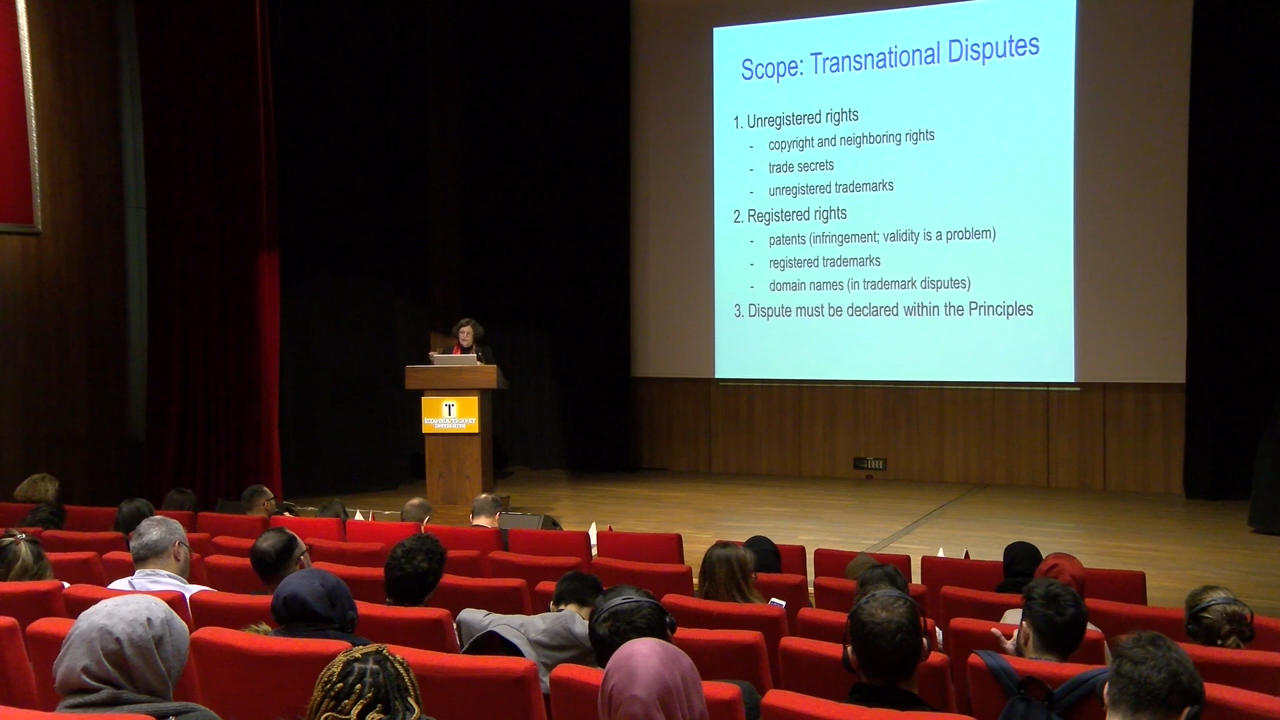 Scope: Transnational Disputes
1. Unregistered rights
- copyright and neighboring rights
- trade secrets
- unregistered trademarks
2. Registered rights
- patents (infringement; validity is a problem)
- registered trademarks
- domain names (in trademark disputes)
3. Dispute must be declared within the Principles